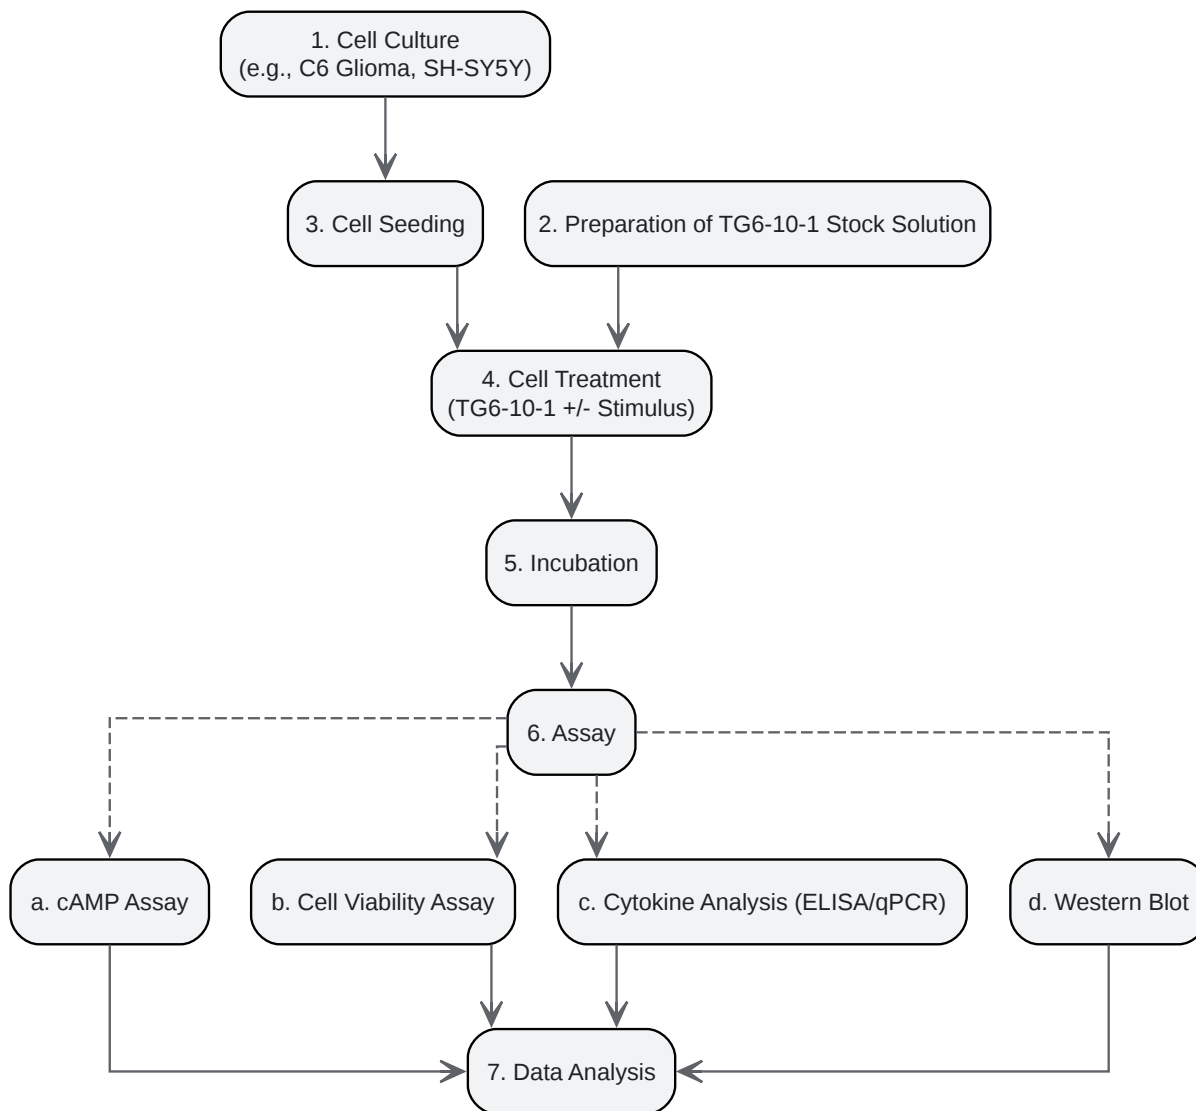 1. Cell Culture
(e.g., C6 Glioma, SH-SY5Y)
3. Cell Seeding
2. Preparation of TG6-10-1 Stock Solution
4. Cell Treatment
(TG6-10-1 +/- Stimulus)
5. Incubation
6. Assay
a. cAMP Assay
b. Cell Viability Assay
c. Cytokine Analysis (ELISA/qPCR)
d. Western Blot
7. Data Analysis